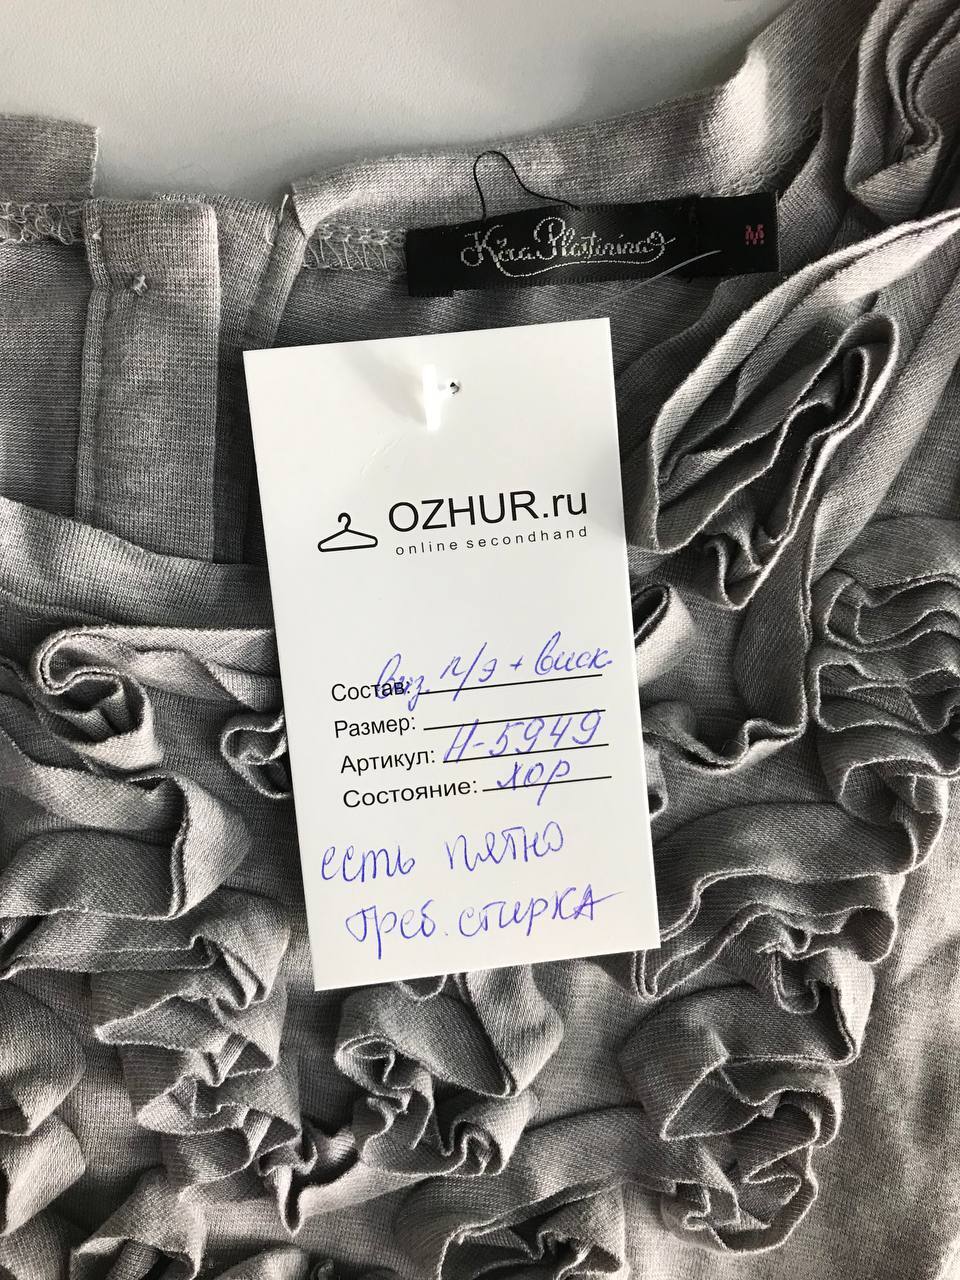 Kira Plastinina
M
OZHUR.ru
online secondhand
Состав: виз. п/э + виск.
Размер:
Артикул: Н-5949
Состояние: хор
есть пятно
треб. стирка